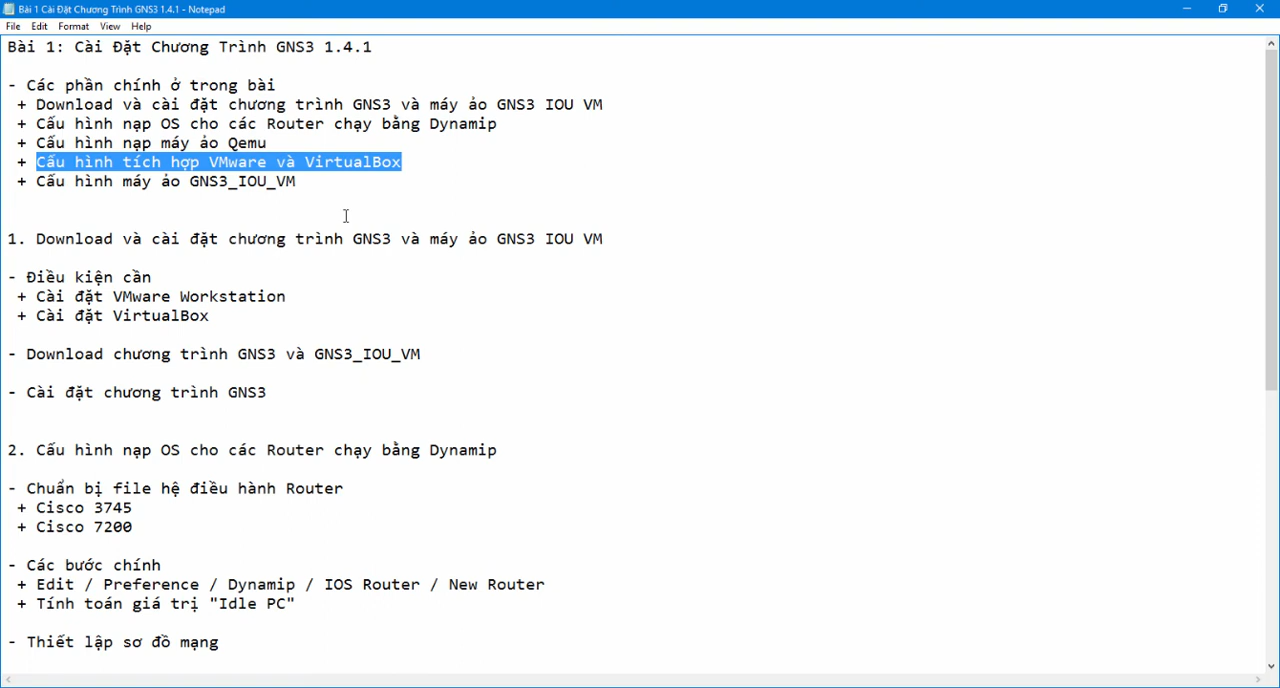 Bài 1 Cài Đặt Chương Trình GNS3 1.4.1 - Notepad
File Edit Format View Help
Bài 1: Cài Đặt Chương Trình GNS3 1.4.1
- Các phần chính ở trong bài
+ Download và cài đặt chương trình GNS3 và máy ảo GNS3 IOU VM
+ Cấu hình nạp OS cho các Router chạy bằng Dynamip
+ Cấu hình nạp máy ảo Qemu
+ Cấu hình tích hợp VMware và VirtualBox
+ Cấu hình máy ảo GNS3_IOU_VM
1. Download và cài đặt chương trình GNS3 và máy ảo GNS3 IOU VM
- Điều kiện cần
+ Cài đặt VMware Workstation
+ Cài đặt VirtualBox
- Download chương trình GNS3 và GNS3_IOU_VM
- Cài đặt chương trình GNS3
2. Cấu hình nạp OS cho các Router chạy bằng Dynamip
- Chuẩn bị file hệ điều hành Router
+ Cisco 3745
+ Cisco 7200
- Các bước chính
+ Edit / Preference / Dynamip / IOS Router / New Router
+ Tính toán giá trị "Idle PC"
- Thiết lập sơ đồ mạng